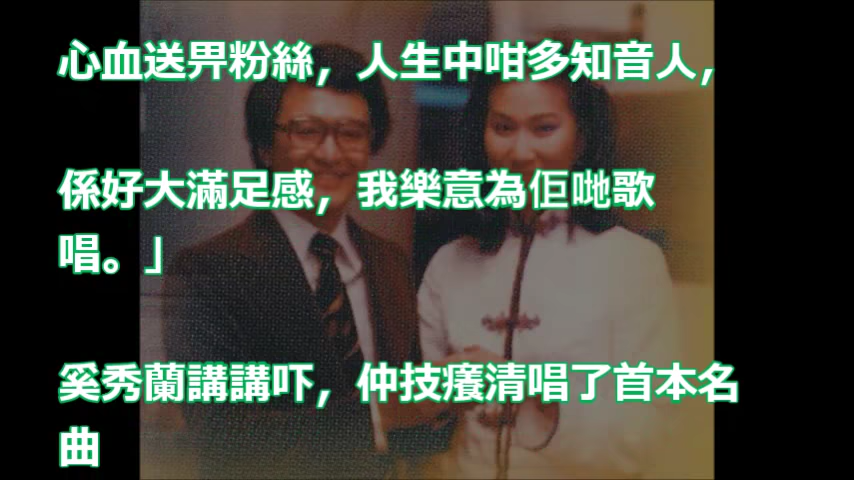 心血送畀粉絲，人生中咁多知音人，
係好大滿足感，我樂意為佢哋歌
唱。」
奚秀蘭講講吓，仲技癢清唱了首本名
曲